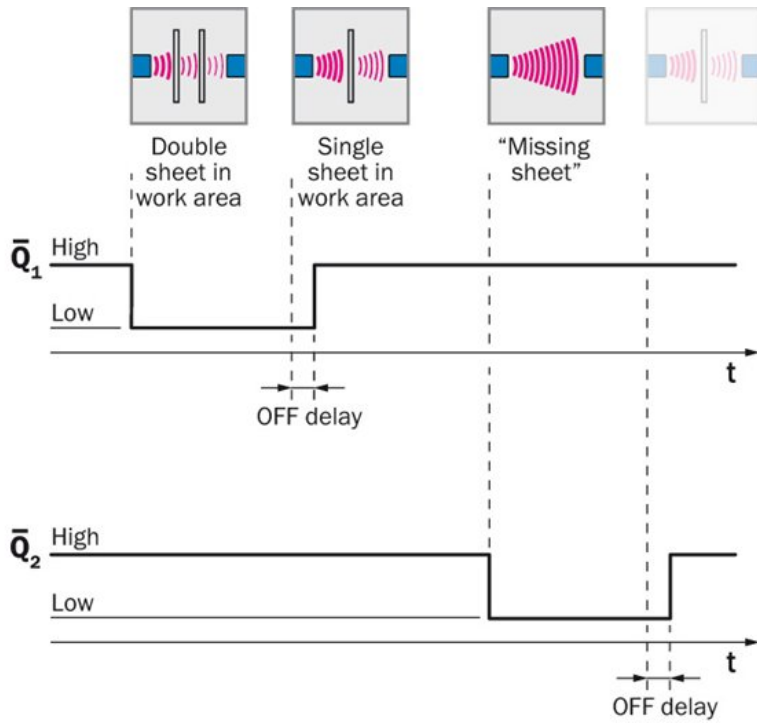 Double
sheet in
work area
Single
sheet in
work area
“Missing
sheet”
Q̅₁
High
Low
t
OFF delay
Q̅₂
High
Low
t
OFF delay